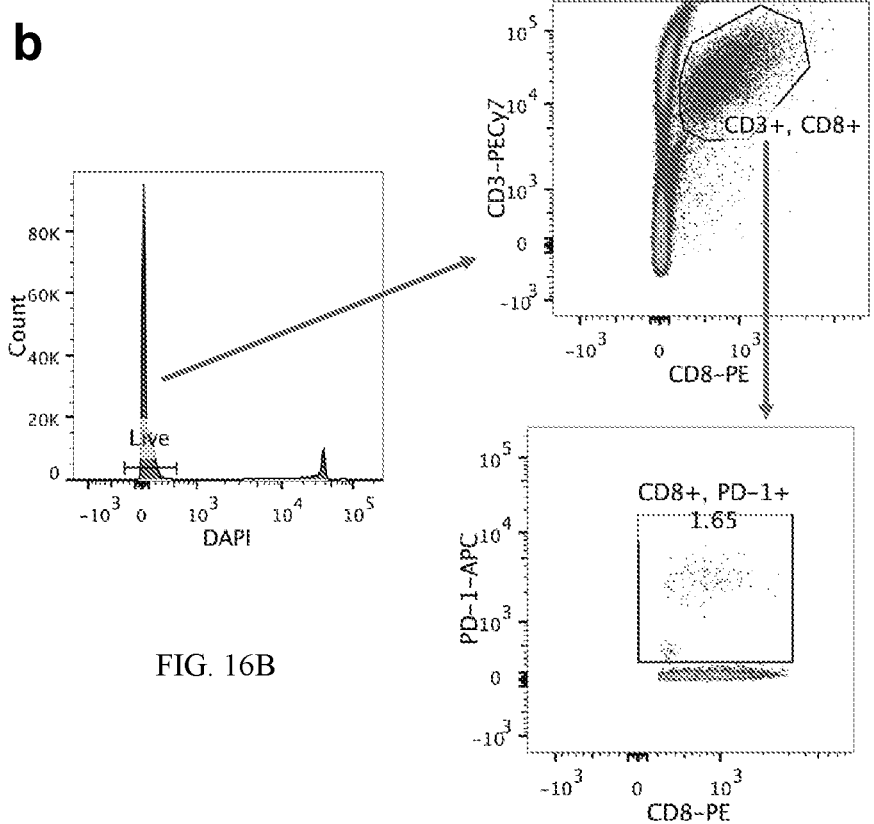 b
80K
60K
40K
20K
0
Count
Live
-10³ 0 10³ 10⁴ 10⁵
DAPI
10⁵
10⁴
10³
0
-10³
CD3-PECy7
CD3+, CD8+
-10³ 0 10³
CD8-PE
10⁵
10⁴
10³
0
-10³
PD-1-APC
CD8+, PD-1+
1.65
-10³ 0 10³
CD8-PE
FIG. 16B